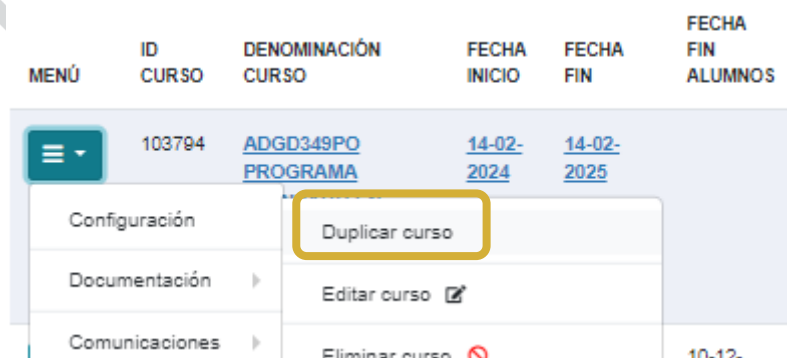 MENÚ
ID CURSO
DENOMINACIÓN CURSO
FECHA INICIO
FECHA FIN
FECHA FIN ALUMNOS
103794
ADGD349PO PROGRAMA
14-02-2024
14-02-2025
Configuración
Documentación
Comunicaciones
Duplicar curso
Editar curso
Eliminar curso
10-12-